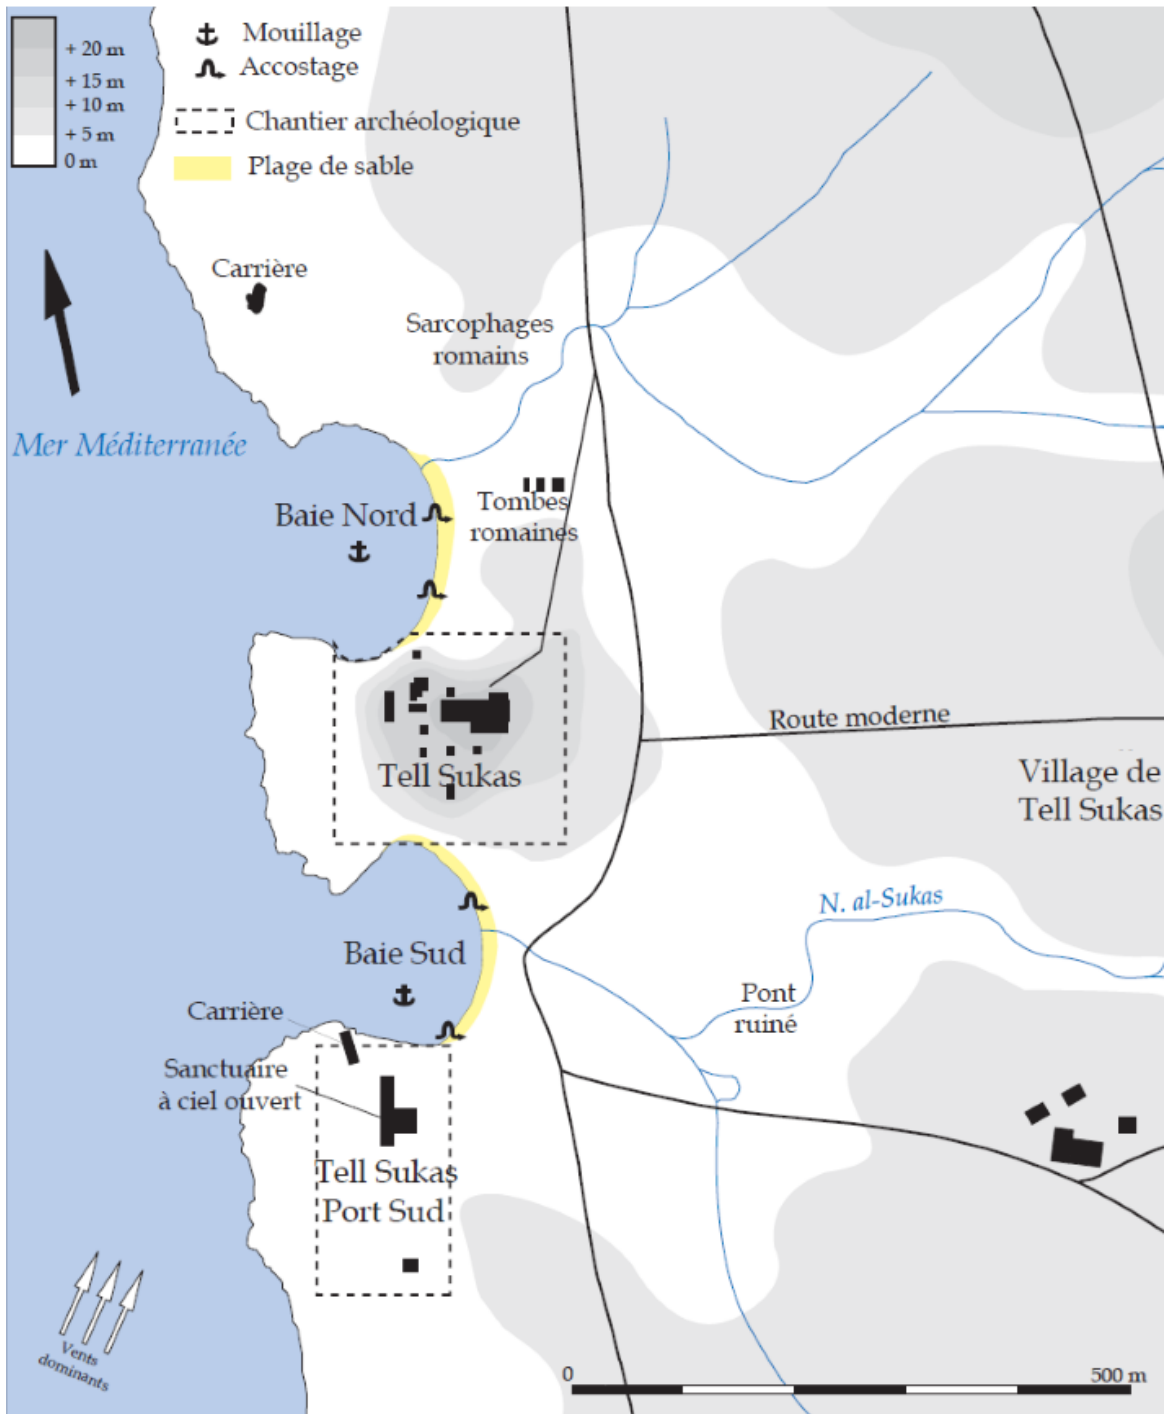 + 20 m
+ 15 m
+ 10 m
+ 5 m
0 m
Mouillage
Accostage
Chantier archéologique
Plage de sable
Carrière
Sarcophages
romains
Mer Méditerranée
Baie Nord
Tombes
romaines
Route moderne
Tell Sukas
Village de
Tell Sukas
N. al-Sukas
Baie Sud
Pont
ruiné
Carrière
Sanctuaire
à ciel ouvert
Tell Sukas
Port Sud
Vents
dominants
0
500 m